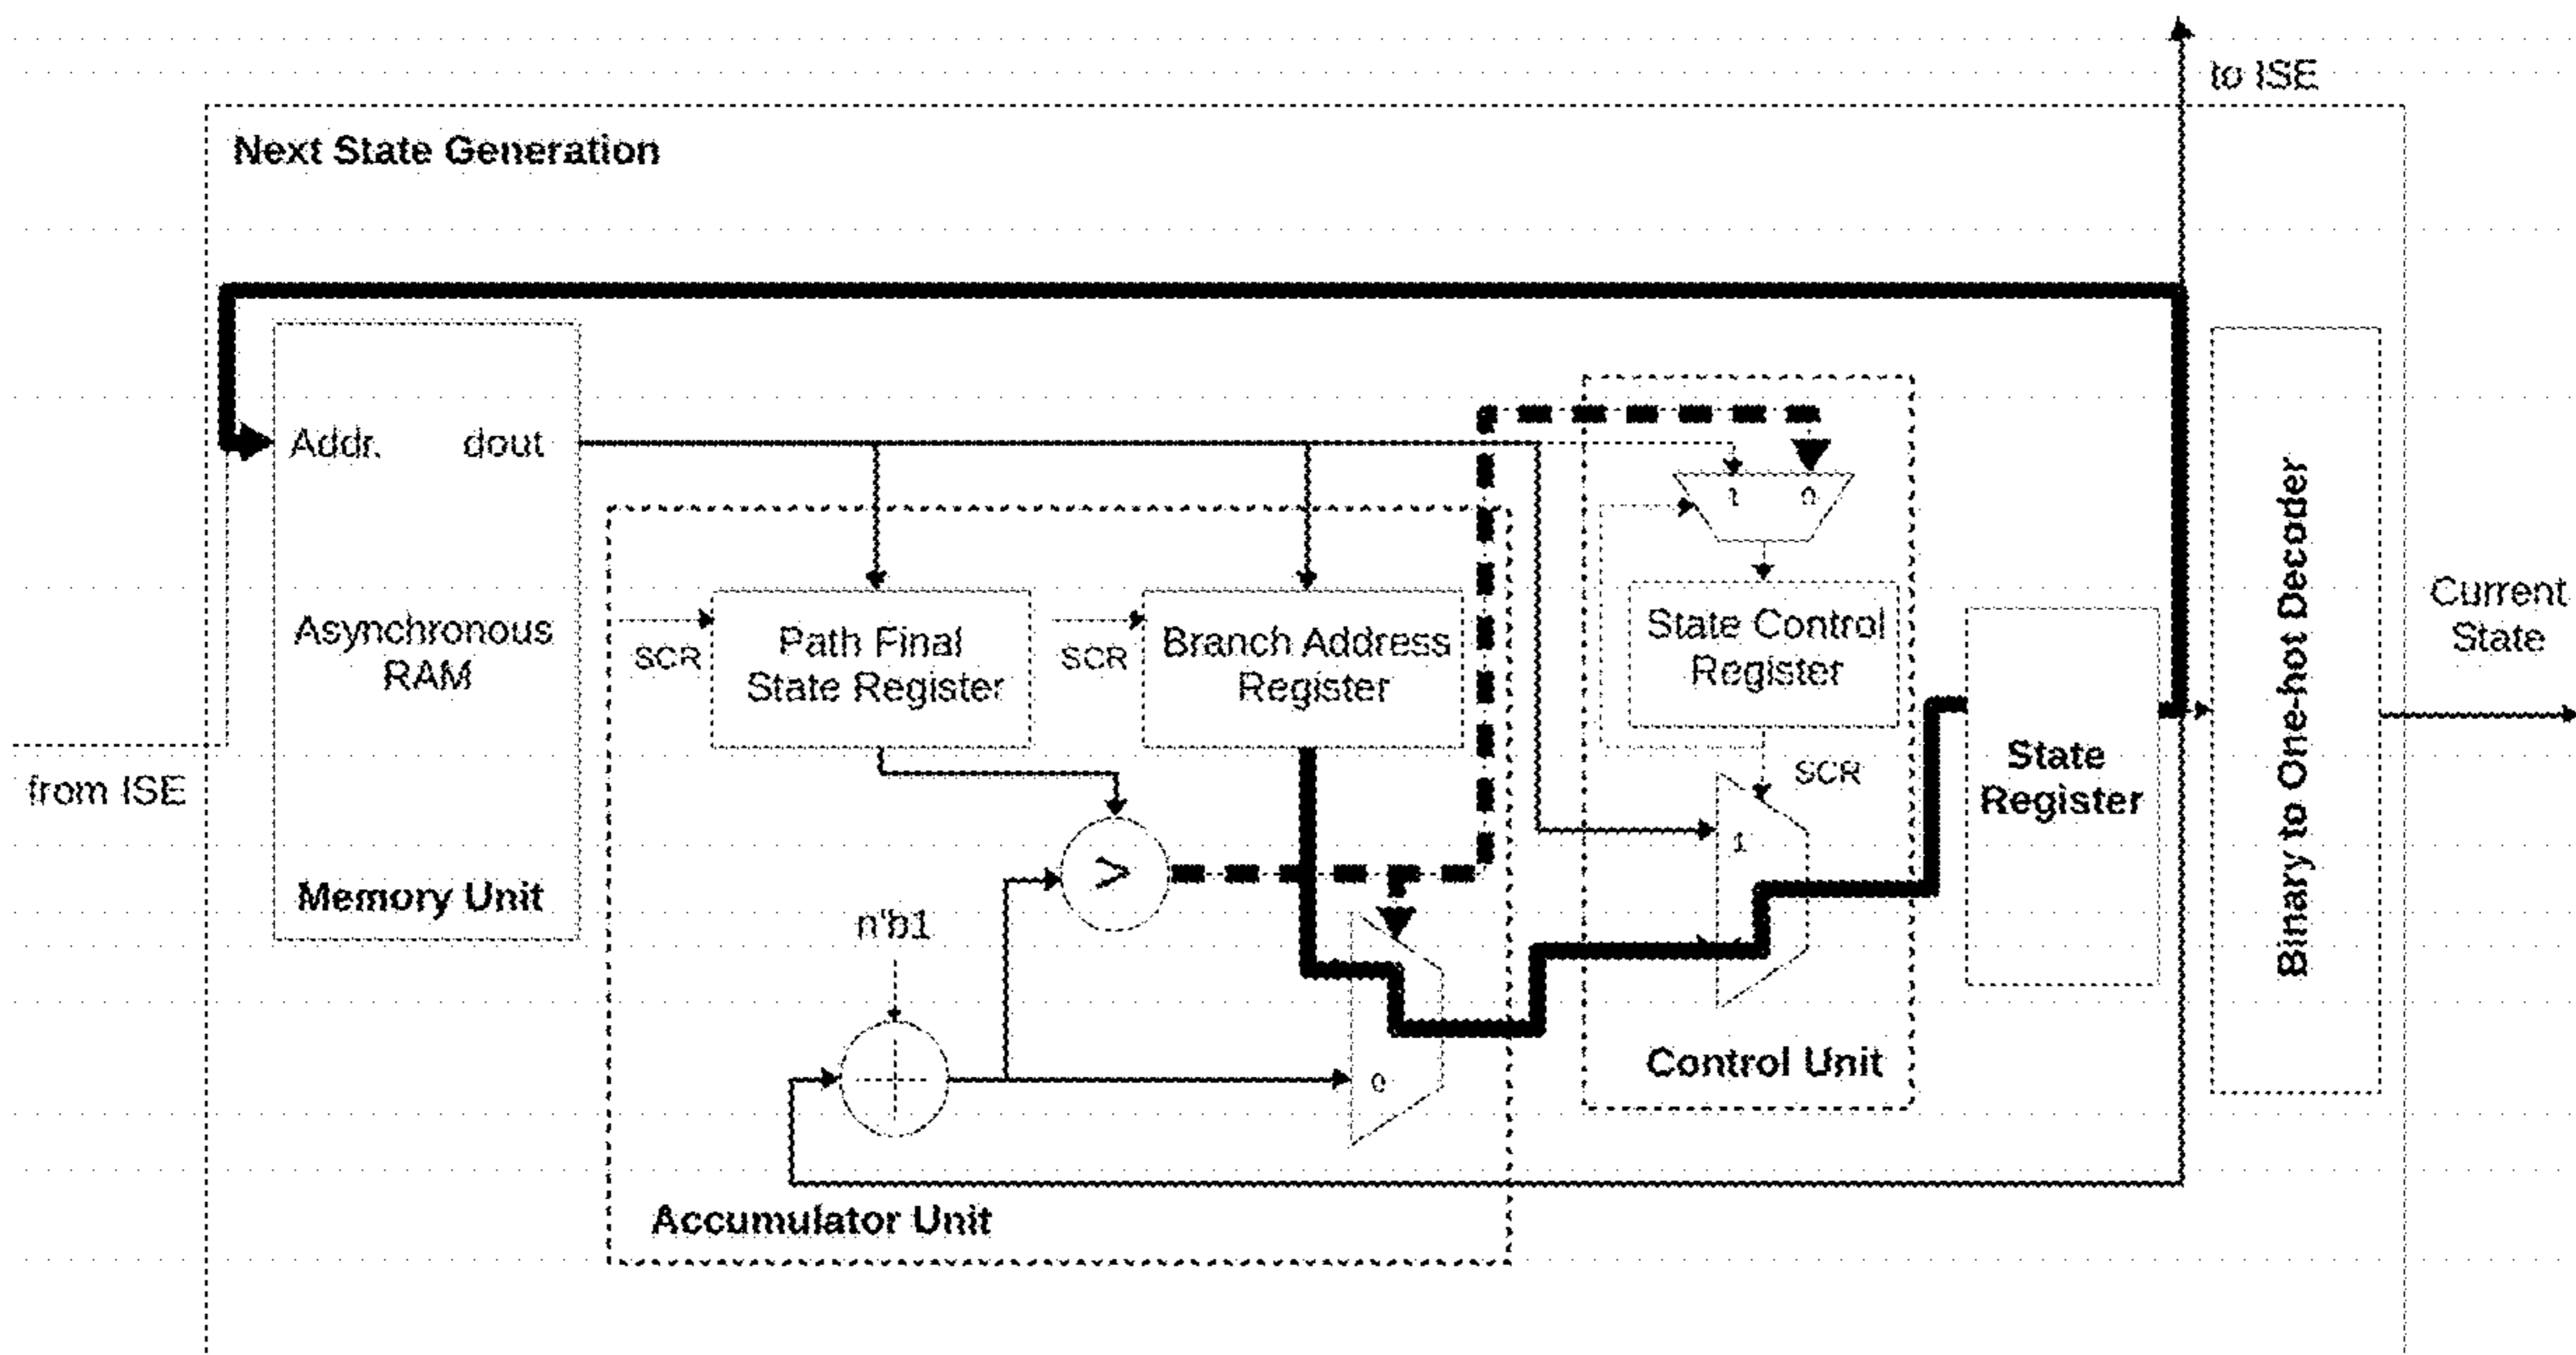 to ISE
Next State Generation
Addr.
dout
1
0
Asynchronous
RAM
SCR
Path Final
State Register
SCR
Branch Address
Register
State Control
Register
SCR
Current
State
from ISE
State
Register
Binary to One-hot Decoder
1
>
Memory Unit
n'b1
0
Control Unit
Accumulator Unit